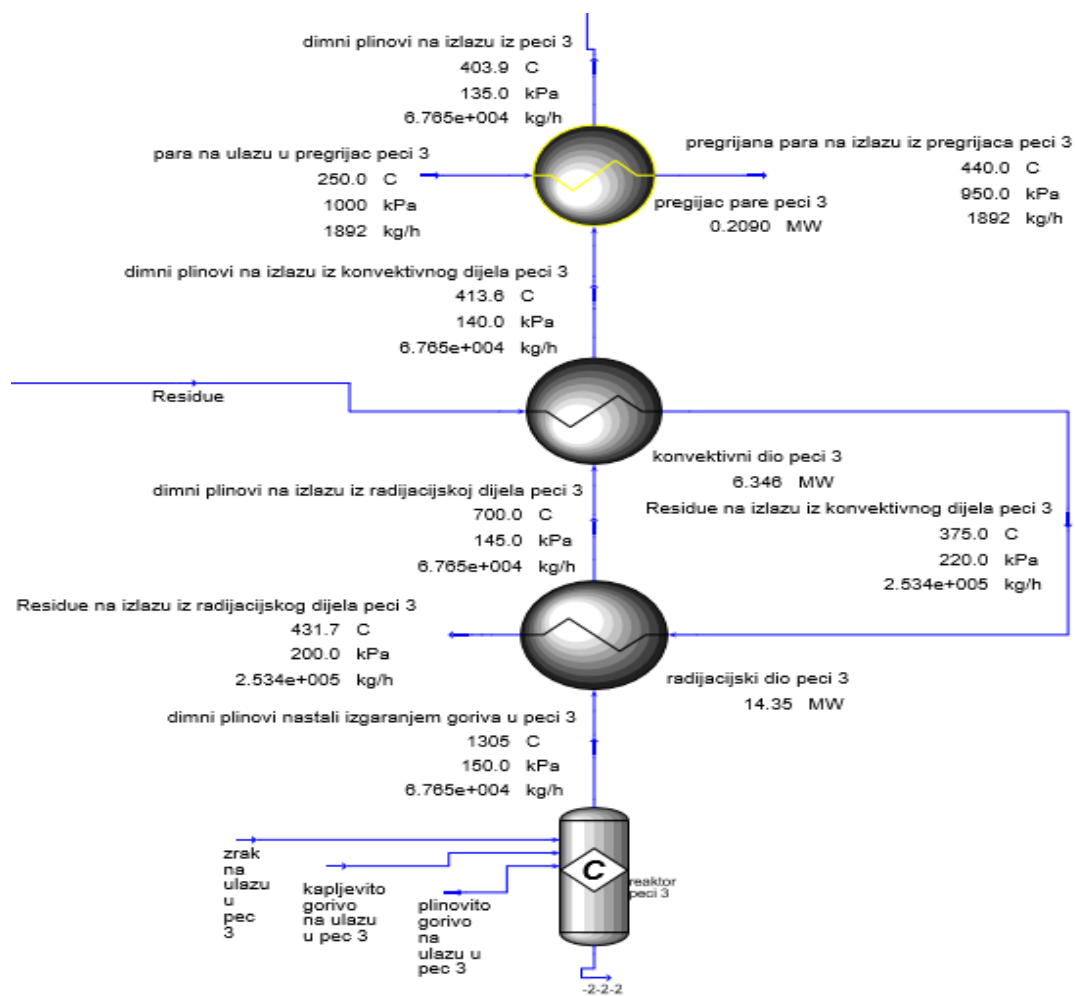 dimni plinovi na izlazu iz peci 3
403.9 C
135.0 kPa
6.765e+004 kg/h
para na ulazu u pregrijac peci 3
250.0 C
1000 kPa
1892 kg/h
pregrijana para na izlazu iz pregrijaca peci 3
440.0 C
950.0 kPa
1892 kg/h
pregijac pare peci 3
0.2090 MW
dimni plinovi na izlazu iz konvektivnog dijela peci 3
413.6 C
140.0 kPa
6.765e+004 kg/h
Residue
konvektivni dio peci 3
6.346 MW
dimni plinovi na izlazu iz radijacijskoj dijela peci 3
700.0 C
145.0 kPa
6.765e+004 kg/h
Residue na izlazu iz konvektivnog dijela peci 3
375.0 C
220.0 kPa
2.534e+005 kg/h
Residue na izlazu iz radijacijskog dijela peci 3
431.7 C
200.0 kPa
2.534e+005 kg/h
radijacijski dio peci 3
14.35 MW
dimni plinovi nastali izgaranjem goriva u peci 3
1305 C
150.0 kPa
6.765e+004 kg/h
zrak
na
ulazu
u
pec
3
kapljevito
gorivo
na ulazu
u pec 3
plinovito
gorivo
na
ulazu u
pec 3
C
reaktor
peci 3
-2-2-2